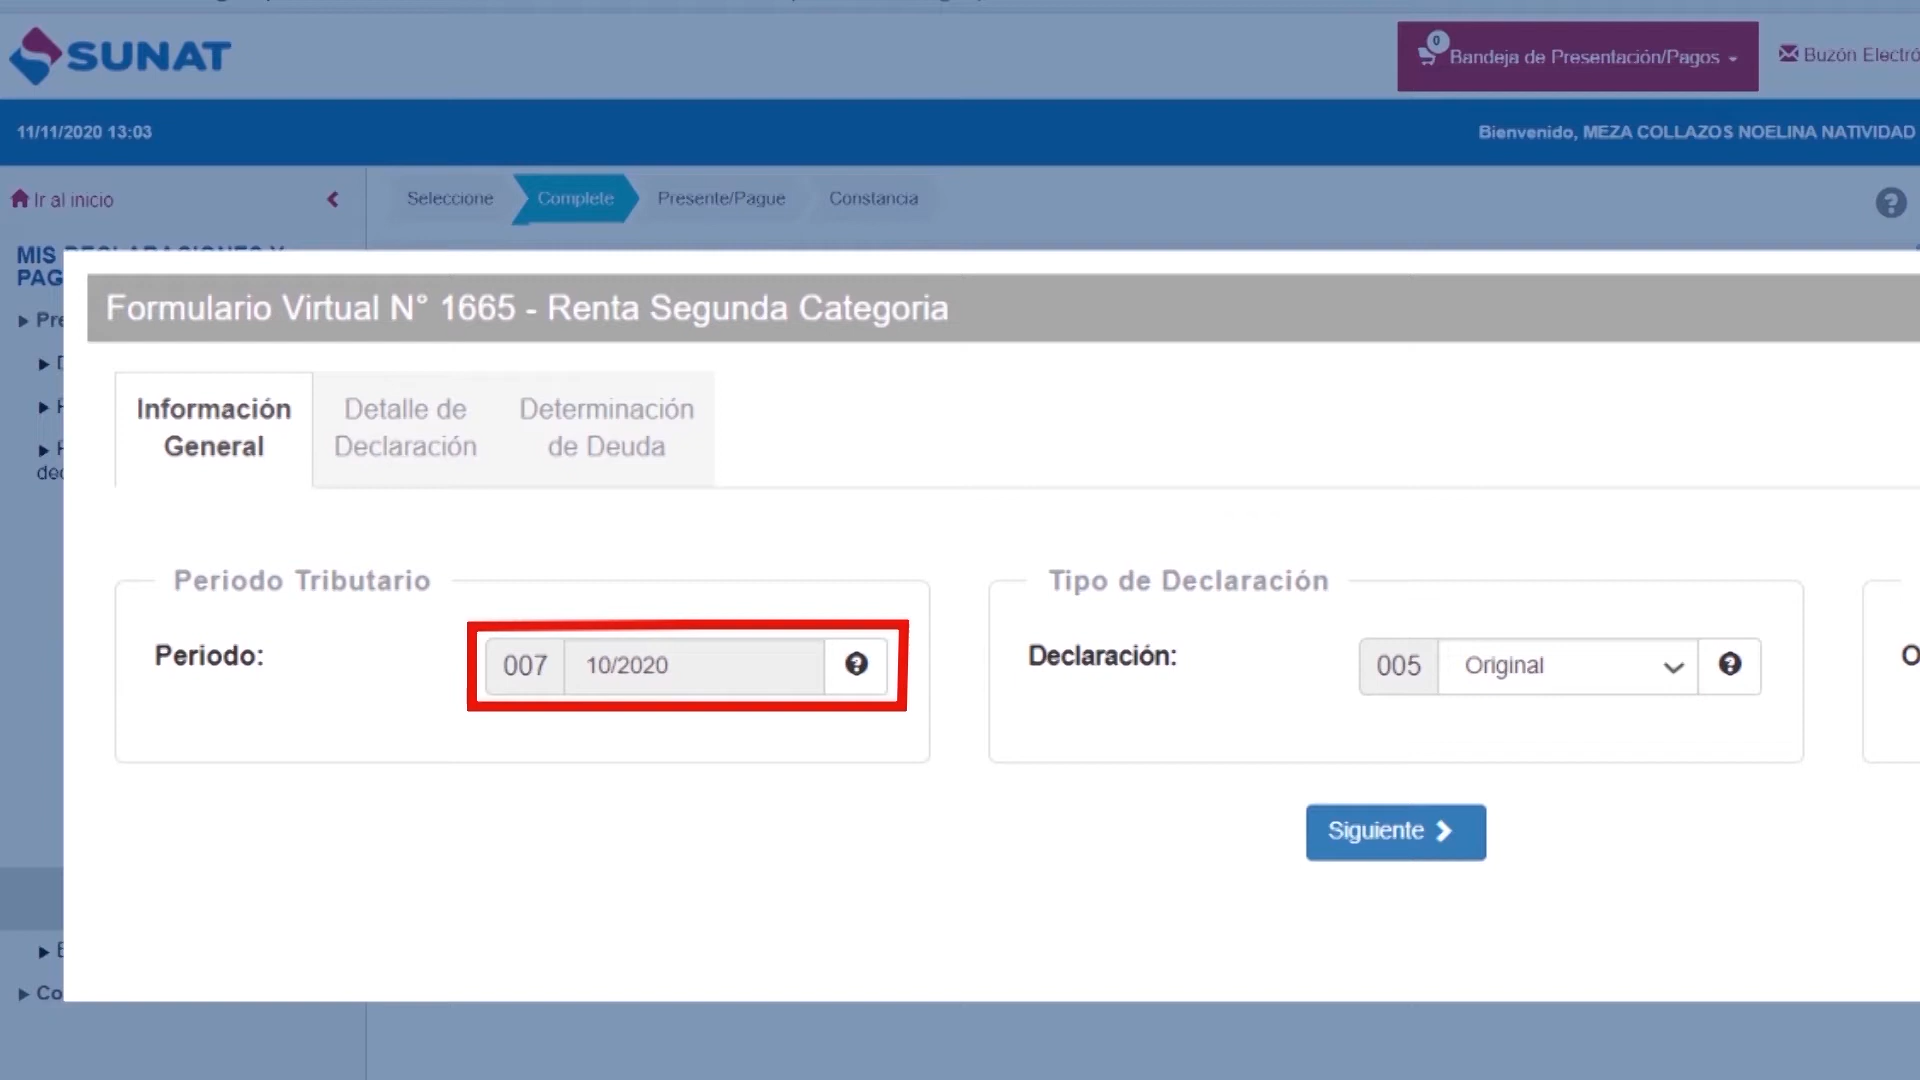 SUNAT
0
Bandeja de Presentación/Pagos
Buzón Electró
11/11/2020 13:03
Bienvenido, MEZA COLLAZOS NOELINA NATIVIDAD
Ir al inicio
Seleccione
Complete
Presente/Pague
Constancia
MIS DECLARACIONES Y
PAG
Pre
Formulario Virtual N° 1665 - Renta Segunda Categoria
Información
General
Detalle de
Declaración
Determinación
de Deuda
dec
Periodo Tributario
Periodo:
007
10/2020
Tipo de Declaración
Declaración:
005
Original
Siguiente
Co